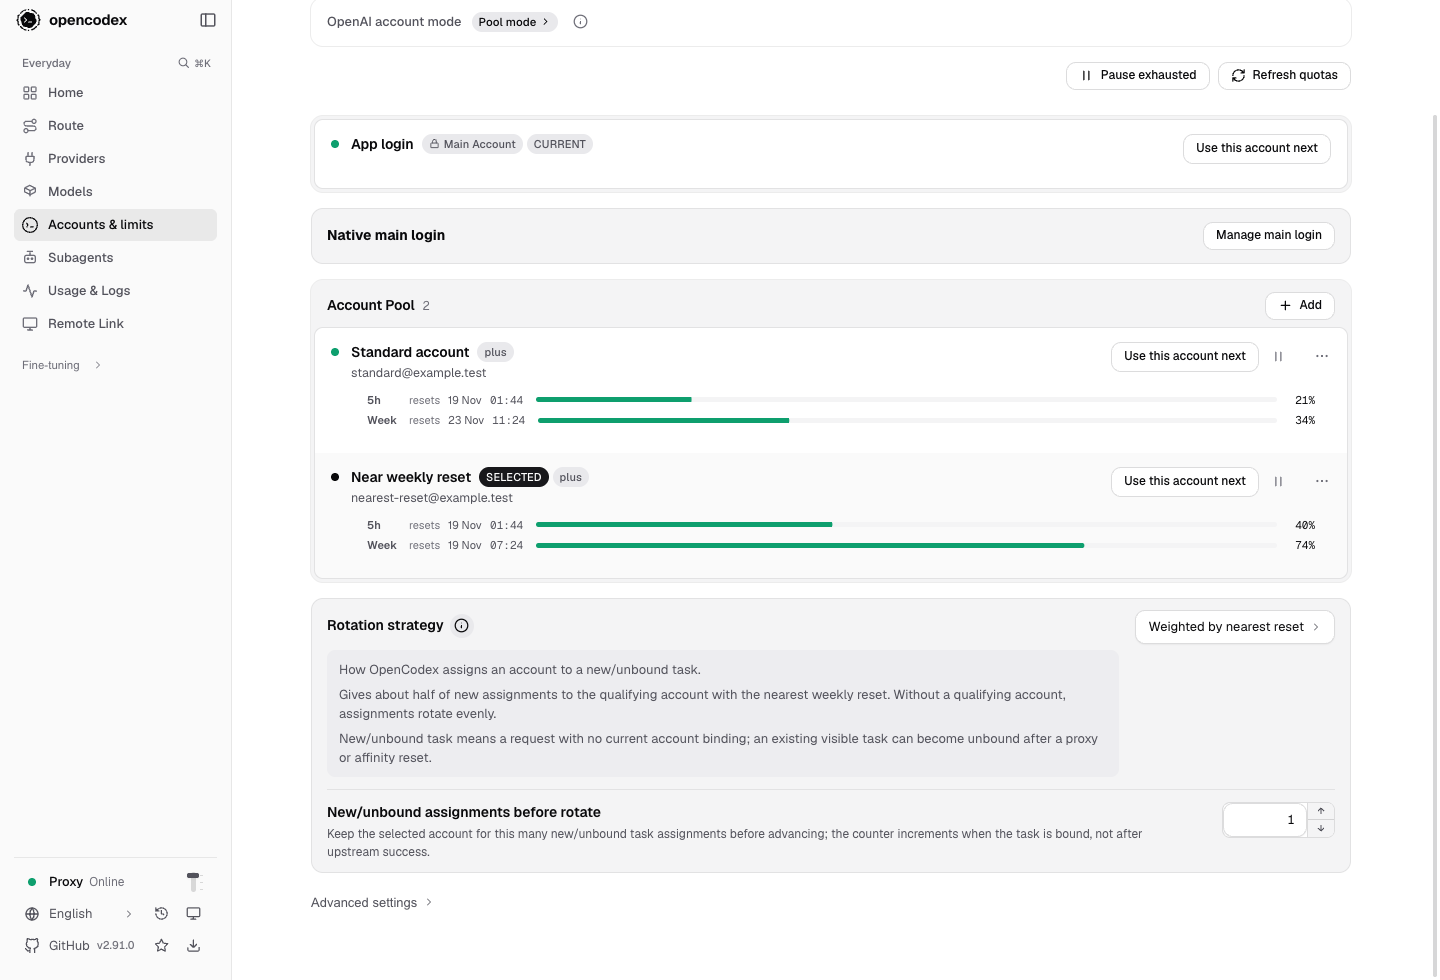 opencodex
Everyday
⌘K
Home
Route
Providers
Models
Accounts & limits
Subagents
Usage & Logs
Remote Link
Fine-tuning
Proxy Online
English
GitHub v2.91.0
OpenAI account mode Pool mode
Pause exhausted
Refresh quotas
App login Main Account CURRENT
Use this account next
Native main login
Manage main login
Account Pool 2
Add
Standard account plus
Use this account next
standard@example.test
5h resets 19 Nov 01:44 21%
Week resets 23 Nov 11:24 34%
Near weekly reset SELECTED plus
Use this account next
nearest-reset@example.test
5h resets 19 Nov 01:44 40%
Week resets 19 Nov 07:24 74%
Rotation strategy
Weighted by nearest reset
How OpenCodex assigns an account to a new/unbound task.
Gives about half of new assignments to the qualifying account with the nearest weekly reset. Without a qualifying account,
assignments rotate evenly.
New/unbound task means a request with no current account binding; an existing visible task can become unbound after a proxy
or affinity reset.
New/unbound assignments before rotate
1
Keep the selected account for this many new/unbound task assignments before advancing; the counter increments when the task is bound, not after
upstream success.
Advanced settings